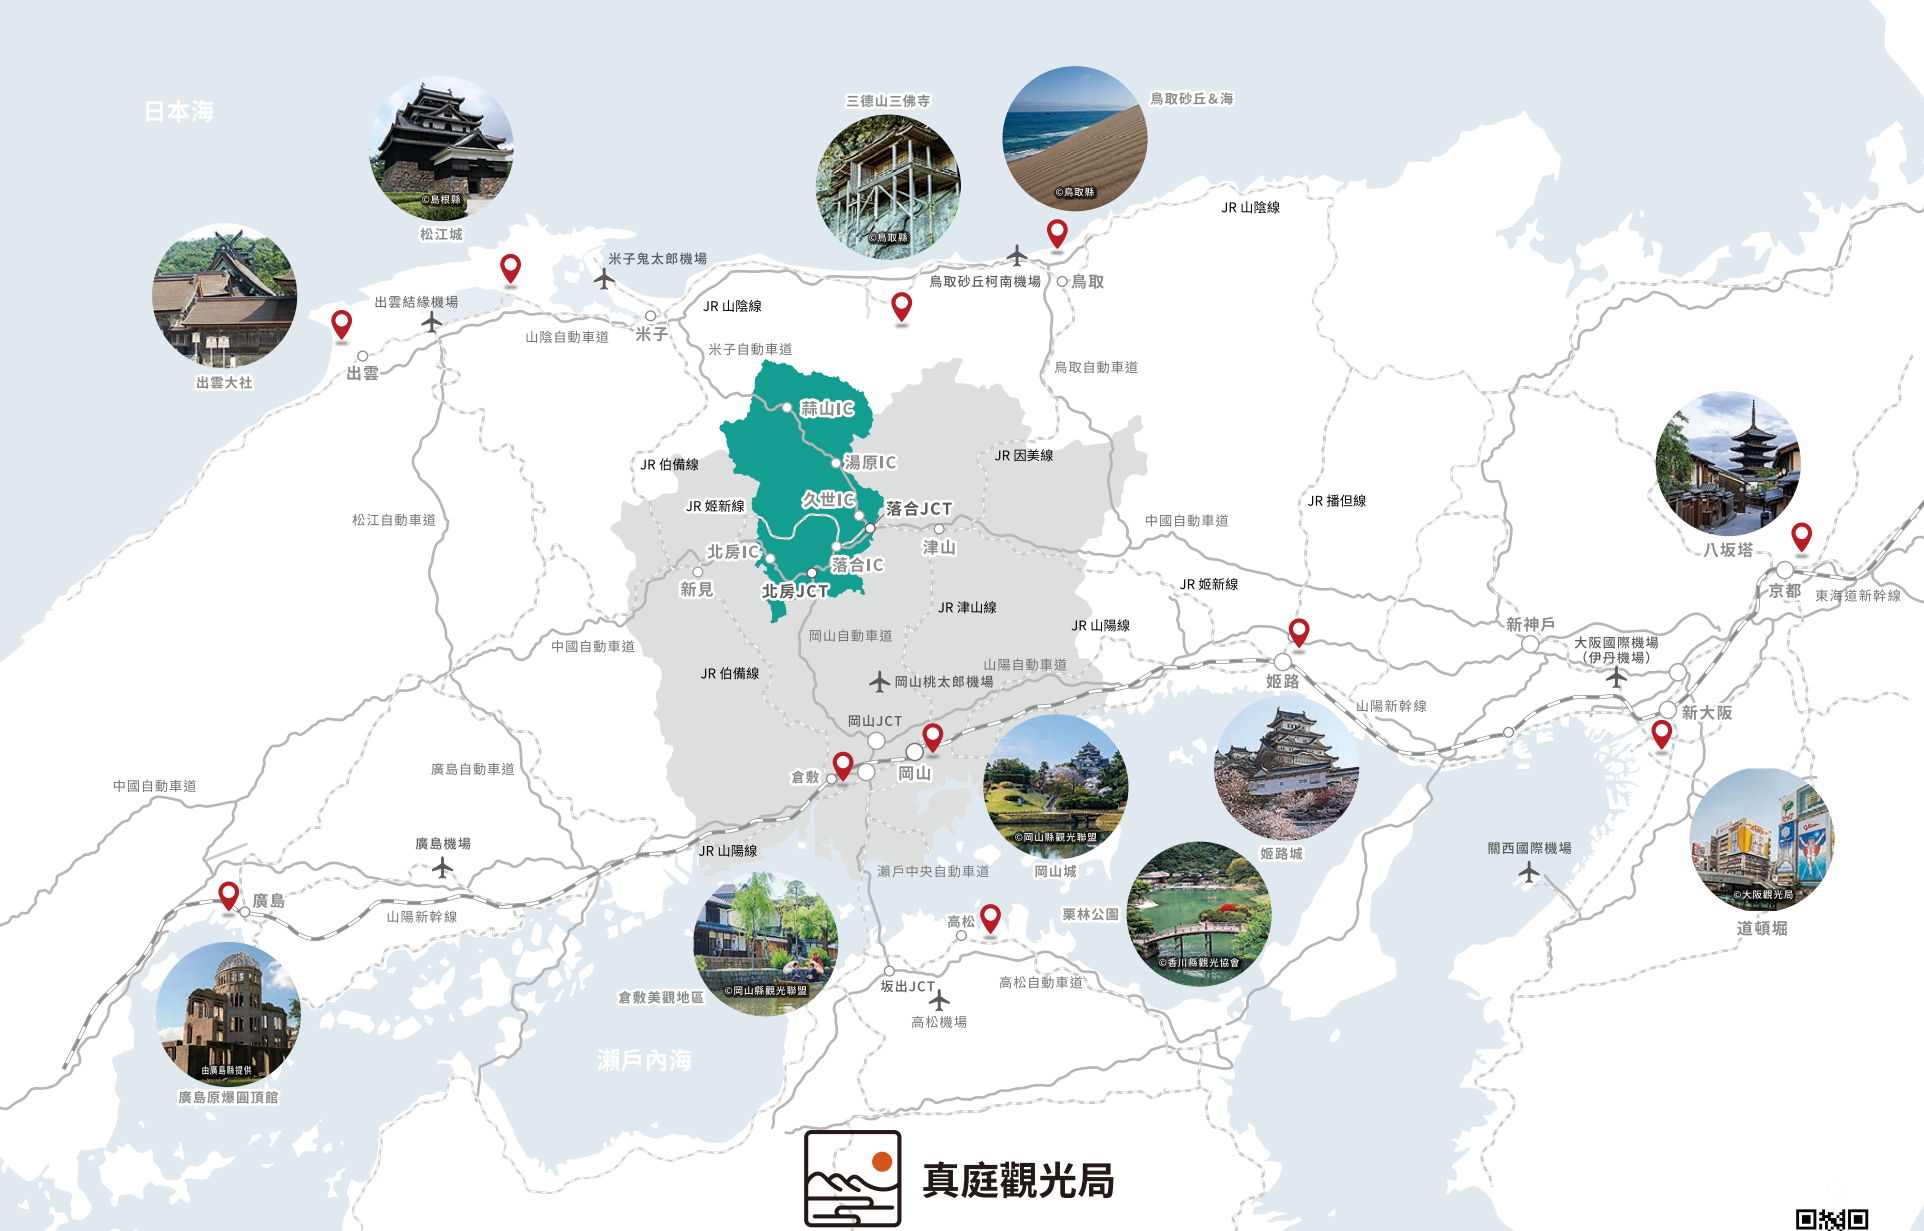 日本海
©島根縣
松江城
三德山三佛寺
©鳥取縣
鳥取砂丘&海
©鳥取縣
JR 山陰線
米子鬼太郎機場
出雲結緣機場
鳥取砂丘柯南機場
鳥取
JR 山陰線
山陰自動車道
米子
米子自動車道
出雲
出雲大社
鳥取自動車道
蒜山IC
湯原IC
JR 伯備線
JR 因美線
久世IC
JR 姬新線
落合JCT
JR 播但線
松江自動車道
中國自動車道
津山
北房IC
落合IC
八坂塔
新見
北房JCT
JR 姬新線
京都
東海道新幹線
JR 津山線
JR 山陽線
新神戶
岡山自動車道
中國自動車道
大阪國際機場
(伊丹機場)
山陽自動車道
JR 伯備線
岡山桃太郎機場
姬路
山陽新幹線
新大阪
岡山JCT
岡山
倉敷
廣島自動車道
中國自動車道
©岡山縣觀光聯盟
岡山城
姬路城
廣島機場
JR 山陽線
關西國際機場
瀨戶中央自動車道
©大阪觀光局
道頓堀
廣島
山陽新幹線
高松
栗林公園
©香川縣觀光協會
坂出JCT
高松自動車道
©岡山縣觀光聯盟
倉敷美觀地區
高松機場
瀨戶內海
由廣島縣提供
廣島原爆圓頂館
真庭觀光局